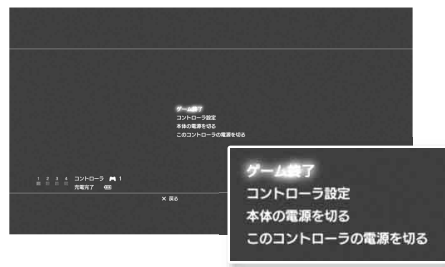 ゲーム終了
コントローラ設定
本体の電源を切る
このコントローラの電源を切る
1 2 3 4 コントローラ 1
充電完了
× 戻る
ゲーム終了
コントローラ設定
本体の電源を切る
このコントローラの電源を切る